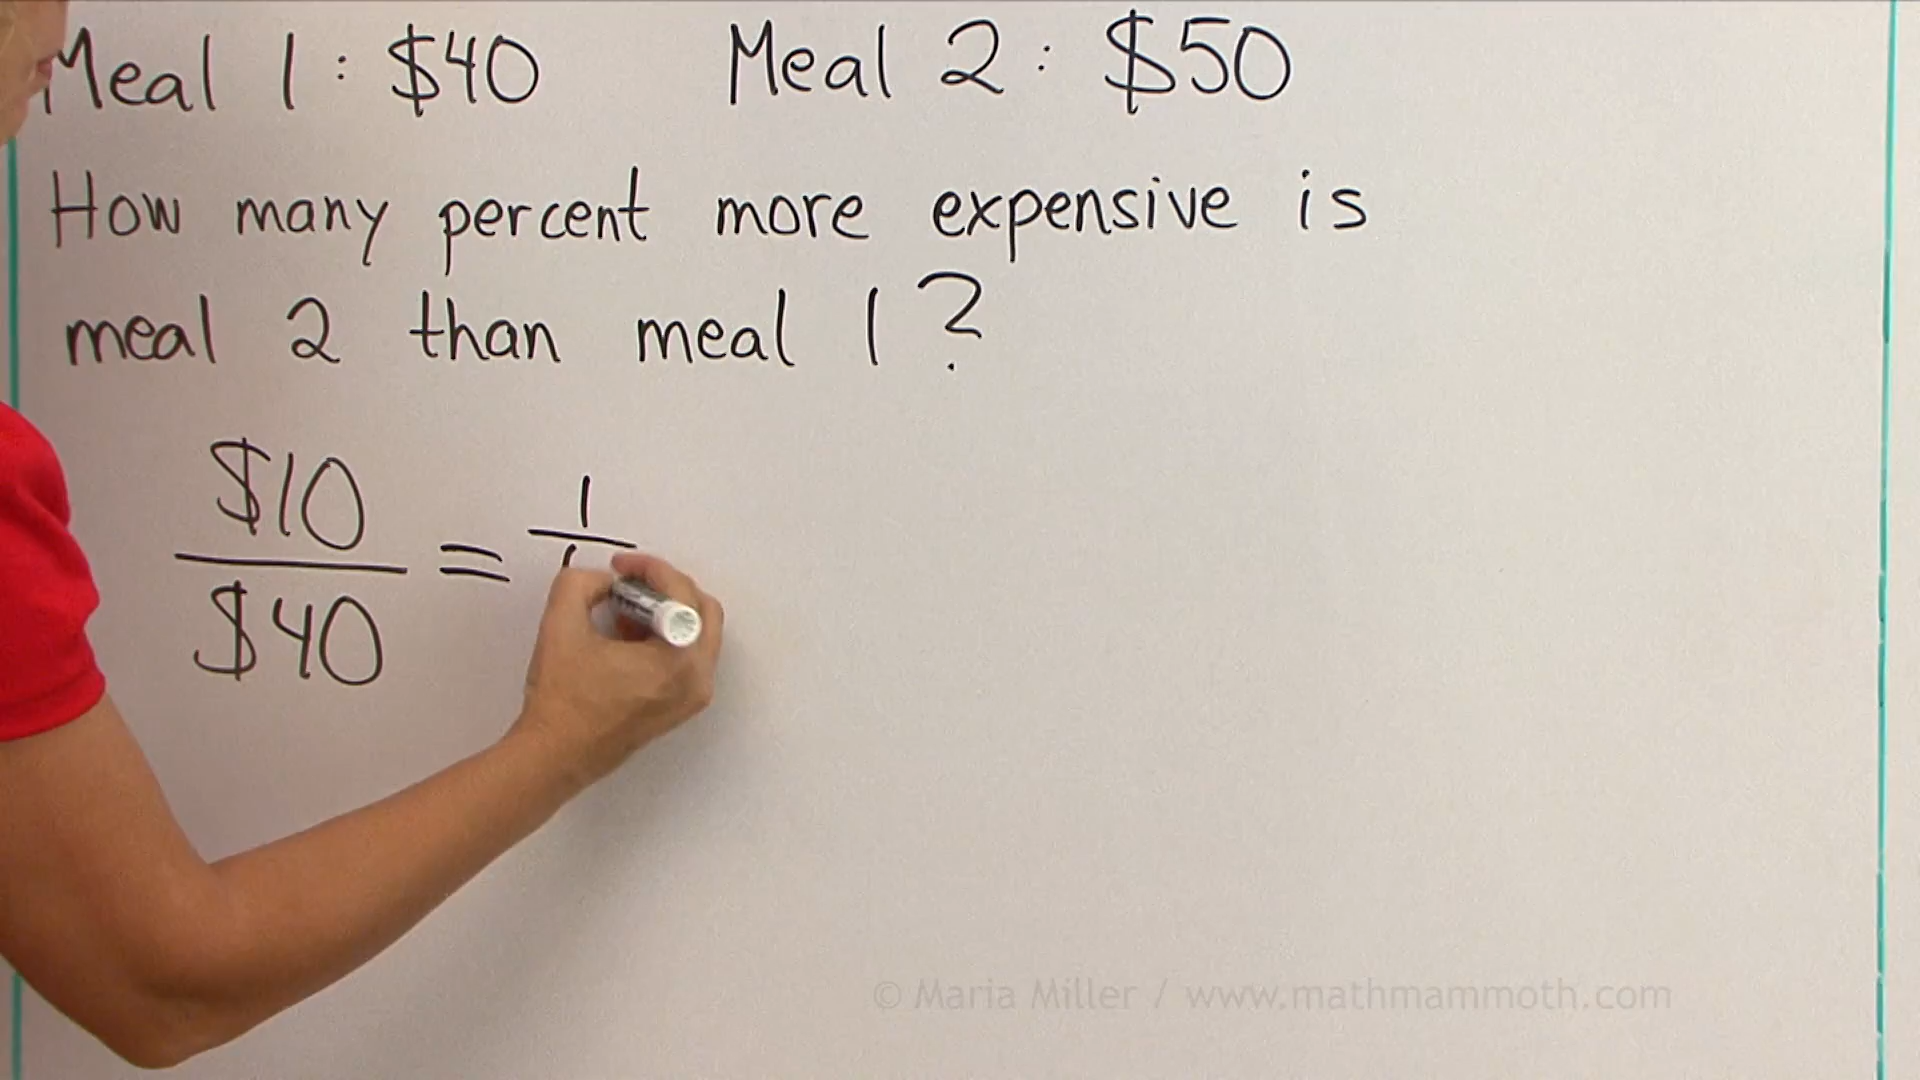 Meal 1 : $40 Meal 2 : $50
How many percent more expensive is
meal 2 than meal 1 ?
$10
$40
=
1
© Maria Miller / www.mathmammoth.com